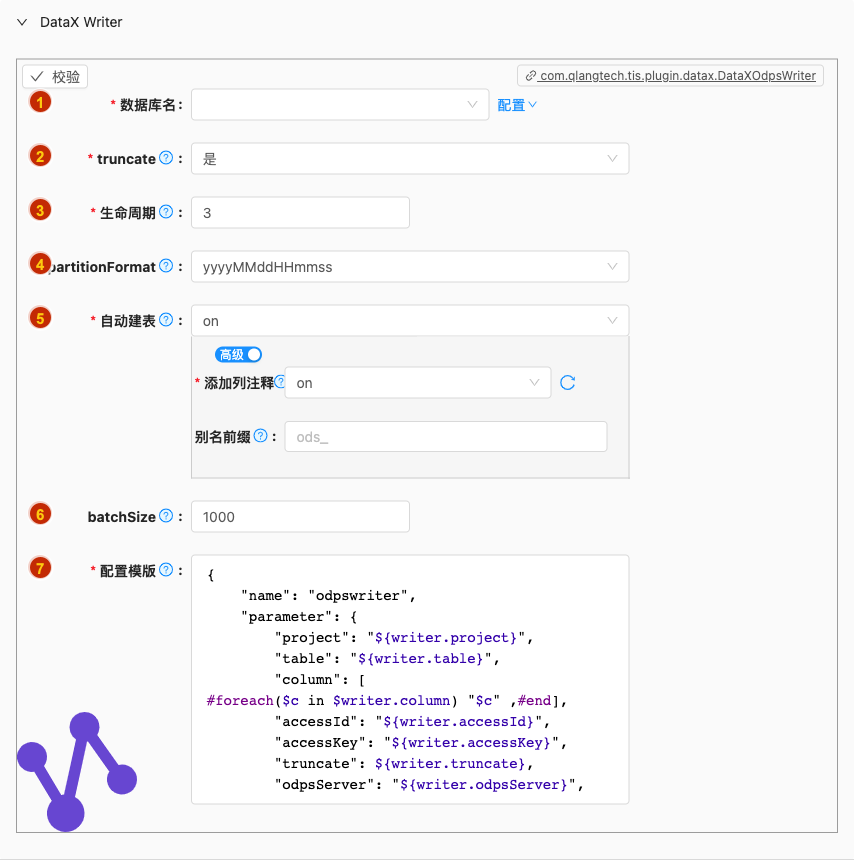 DataX Writer
校验
com.qlangtech.tis.plugin.datax.DataXOdpsWriter
1 * 数据库名: 配置
2 * truncate ? : 是
3 * 生命周期 ? : 3
4 partitionFormat ? : yyyyMMddHHmmss
5 * 自动建表 ? : on
高级
* 添加列注释 ? on
别名前缀 ? : ods_
6 batchSize ? : 1000
7 * 配置模版 ? :
{
"name": "odpswriter",
"parameter": {
"project": "${writer.project}",
"table": "${writer.table}",
"column": [
#foreach($c in $writer.column) "$c" ,#end],
"accessId": "${writer.accessId}",
"accessKey": "${writer.accessKey}",
"truncate": ${writer.truncate},
"odpsServer": "${writer.odpsServer}",